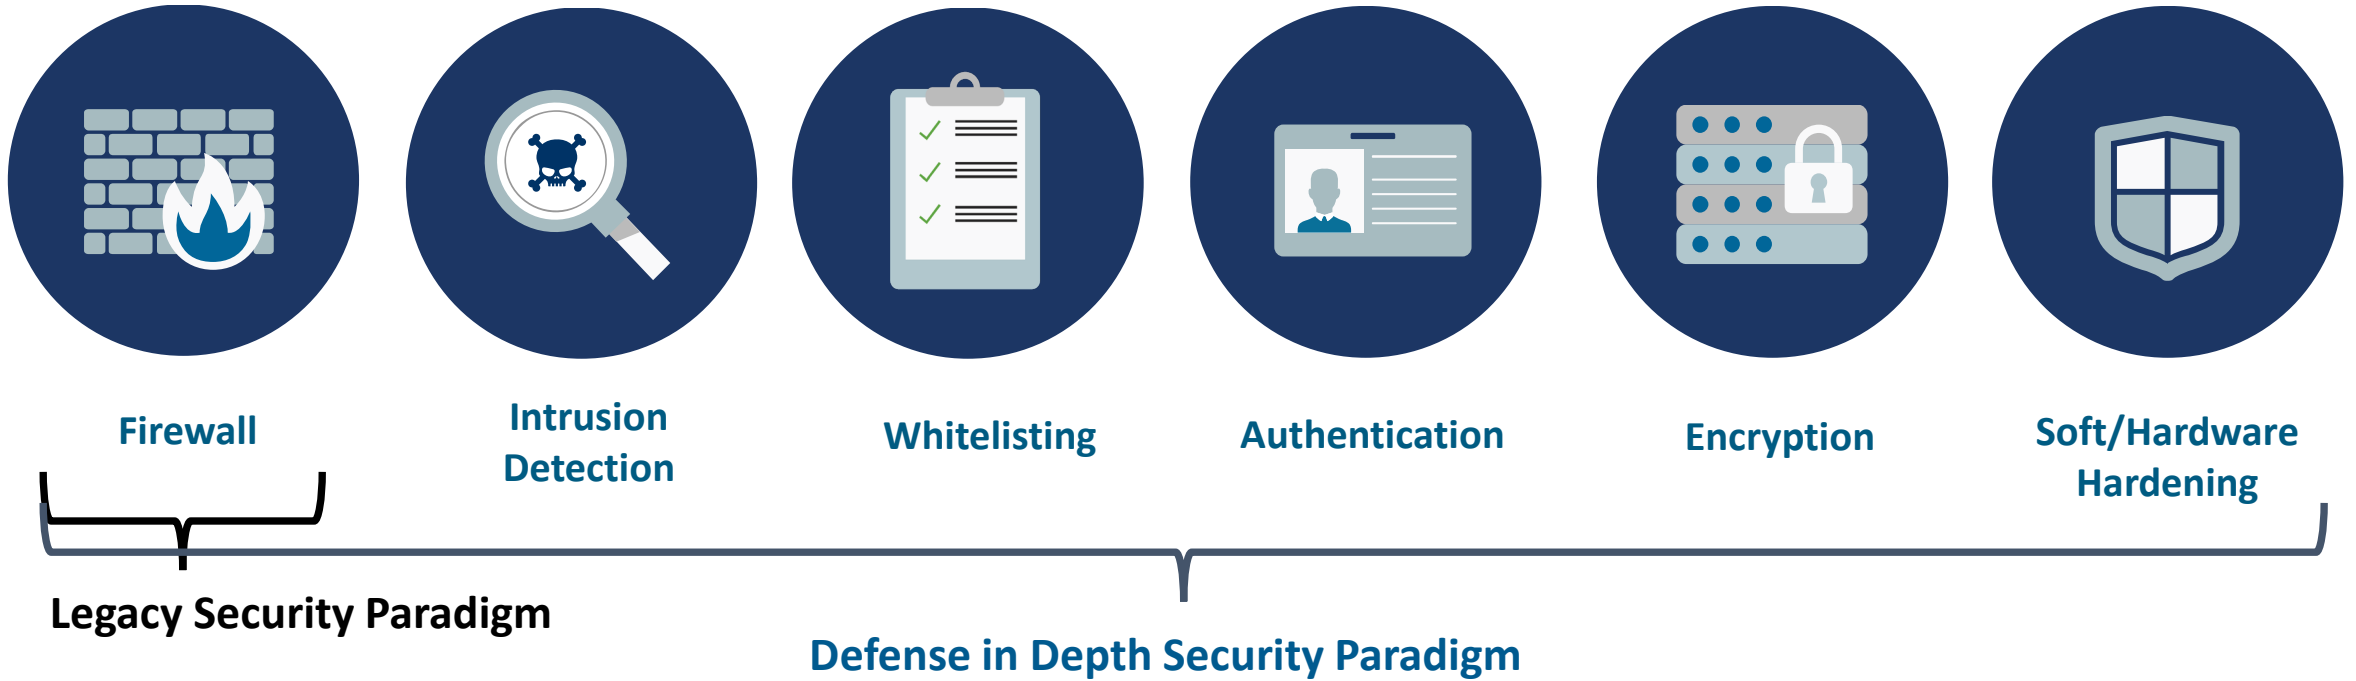 Firewall
Intrusion
Detection
Whitelisting
Authentication
Encryption
Soft/Hardware
Hardening
Legacy Security Paradigm
Defense in Depth Security Paradigm